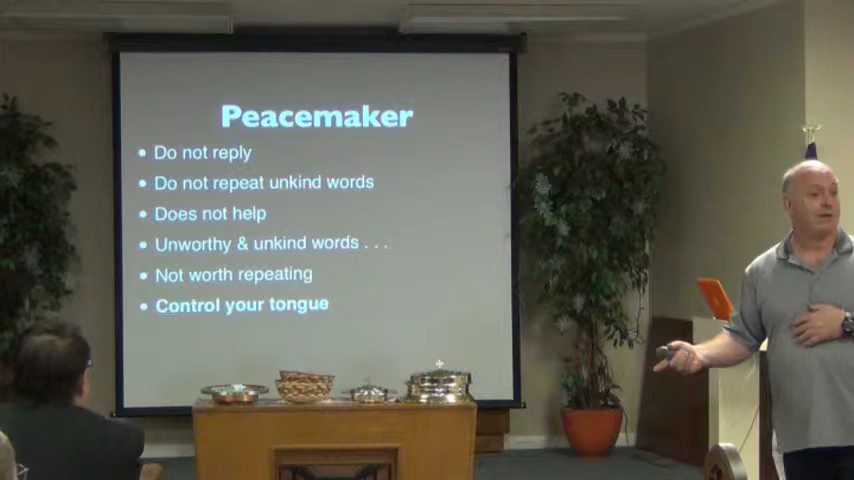 Peacemaker
• Do not reply
• Do not repeat unkind words
• Does not help
• Unworthy & unkind words . . .
• Not worth repeating
• Control your tongue